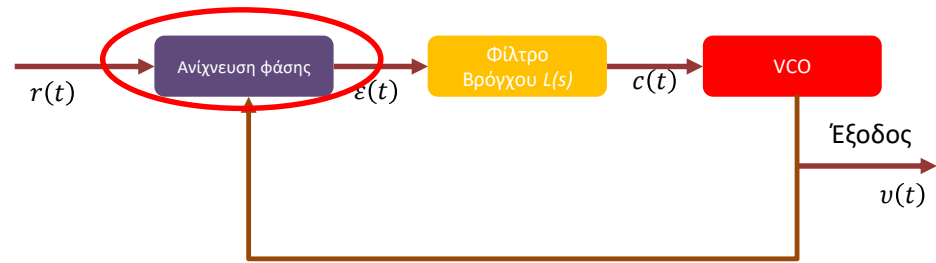 Ανίχνευση φάσης
Φίλτρο
Βρόγχου L(s)
VCO
r(t)
ε(t)
c(t)
Έξοδος
υ(t)